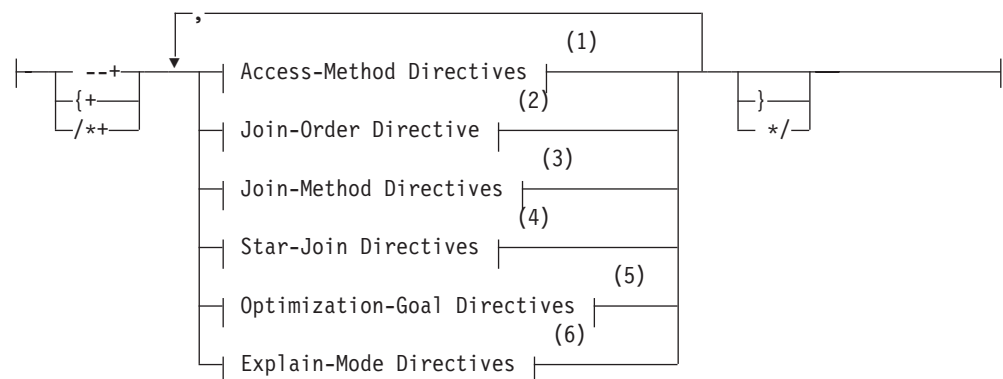 ,
(1)
--+ Access-Method Directives
{+ (2) }
/*+ Join-Order Directive */
(3)
Join-Method Directives
(4)
Star-Join Directives
(5)
Optimization-Goal Directives
(6)
Explain-Mode Directives